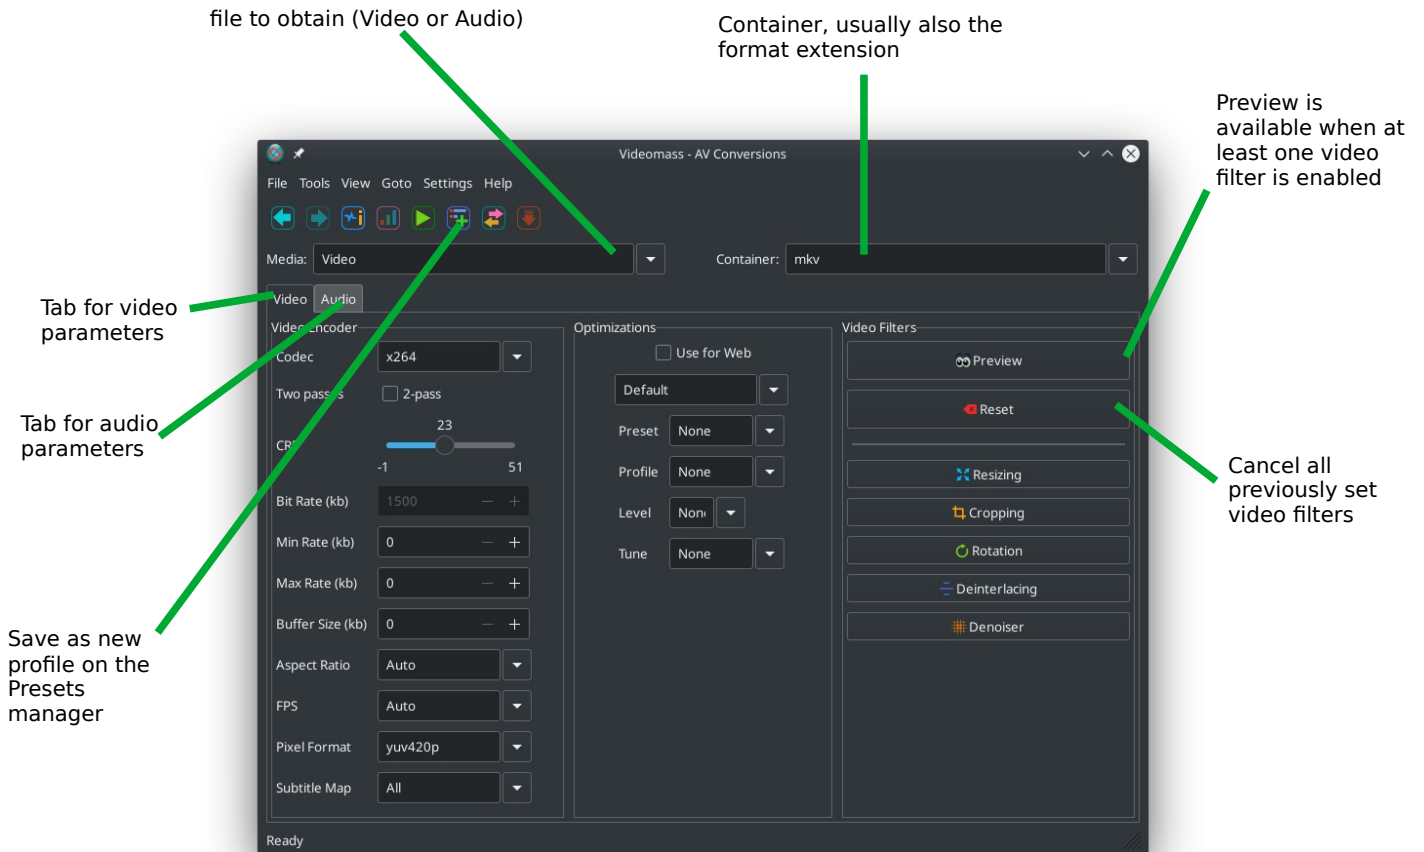 file to obtain (Video or Audio)
Container, usually also the
format extension
Preview is
available when at
least one video
filter is enabled
Videomass - AV Conversions
File Tools View Goto Settings Help
Media: Video
Container: mkv
Tab for video
parameters
Video Audio
Video Encoder
Codec x264
Two passes 2-pass
CRF 23
-1 51
Bit Rate (kb) 1500
Min Rate (kb) 0
Max Rate (kb) 0
Buffer Size (kb) 0
Aspect Ratio Auto
FPS Auto
Pixel Format yuv420p
Subtitle Map All
Optimizations
Use for Web
Default
Preset None
Profile None
Level Non
Tune None
Video Filters
Preview
Reset
Resizing
Cropping
Rotation
Deinterlacing
Denoiser
Tab for audio
parameters
Cancel all
previously set
video filters
Save as new
profile on the
Presets
manager
Ready